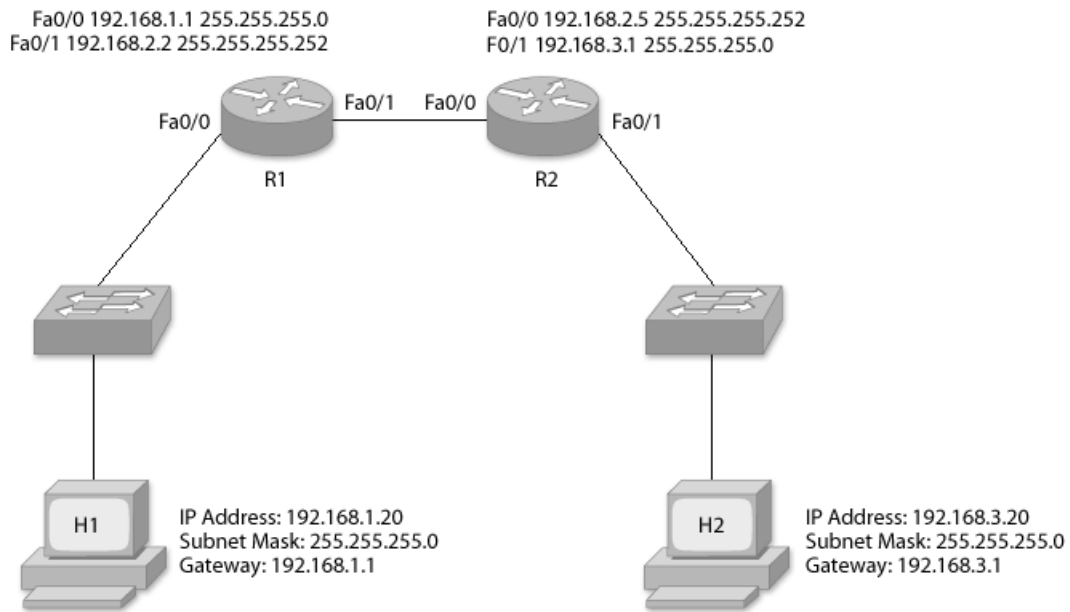 Fa0/0 192.168.1.1 255.255.255.0
Fa0/1 192.168.2.2 255.255.255.252
Fa0/0 192.168.2.5 255.255.255.252
F0/1 192.168.3.1 255.255.255.0
Fa0/0
Fa0/1
Fa0/0
Fa0/1
R1
R2
H1
IP Address: 192.168.1.20
Subnet Mask: 255.255.255.0
Gateway: 192.168.1.1
H2
IP Address: 192.168.3.20
Subnet Mask: 255.255.255.0
Gateway: 192.168.3.1